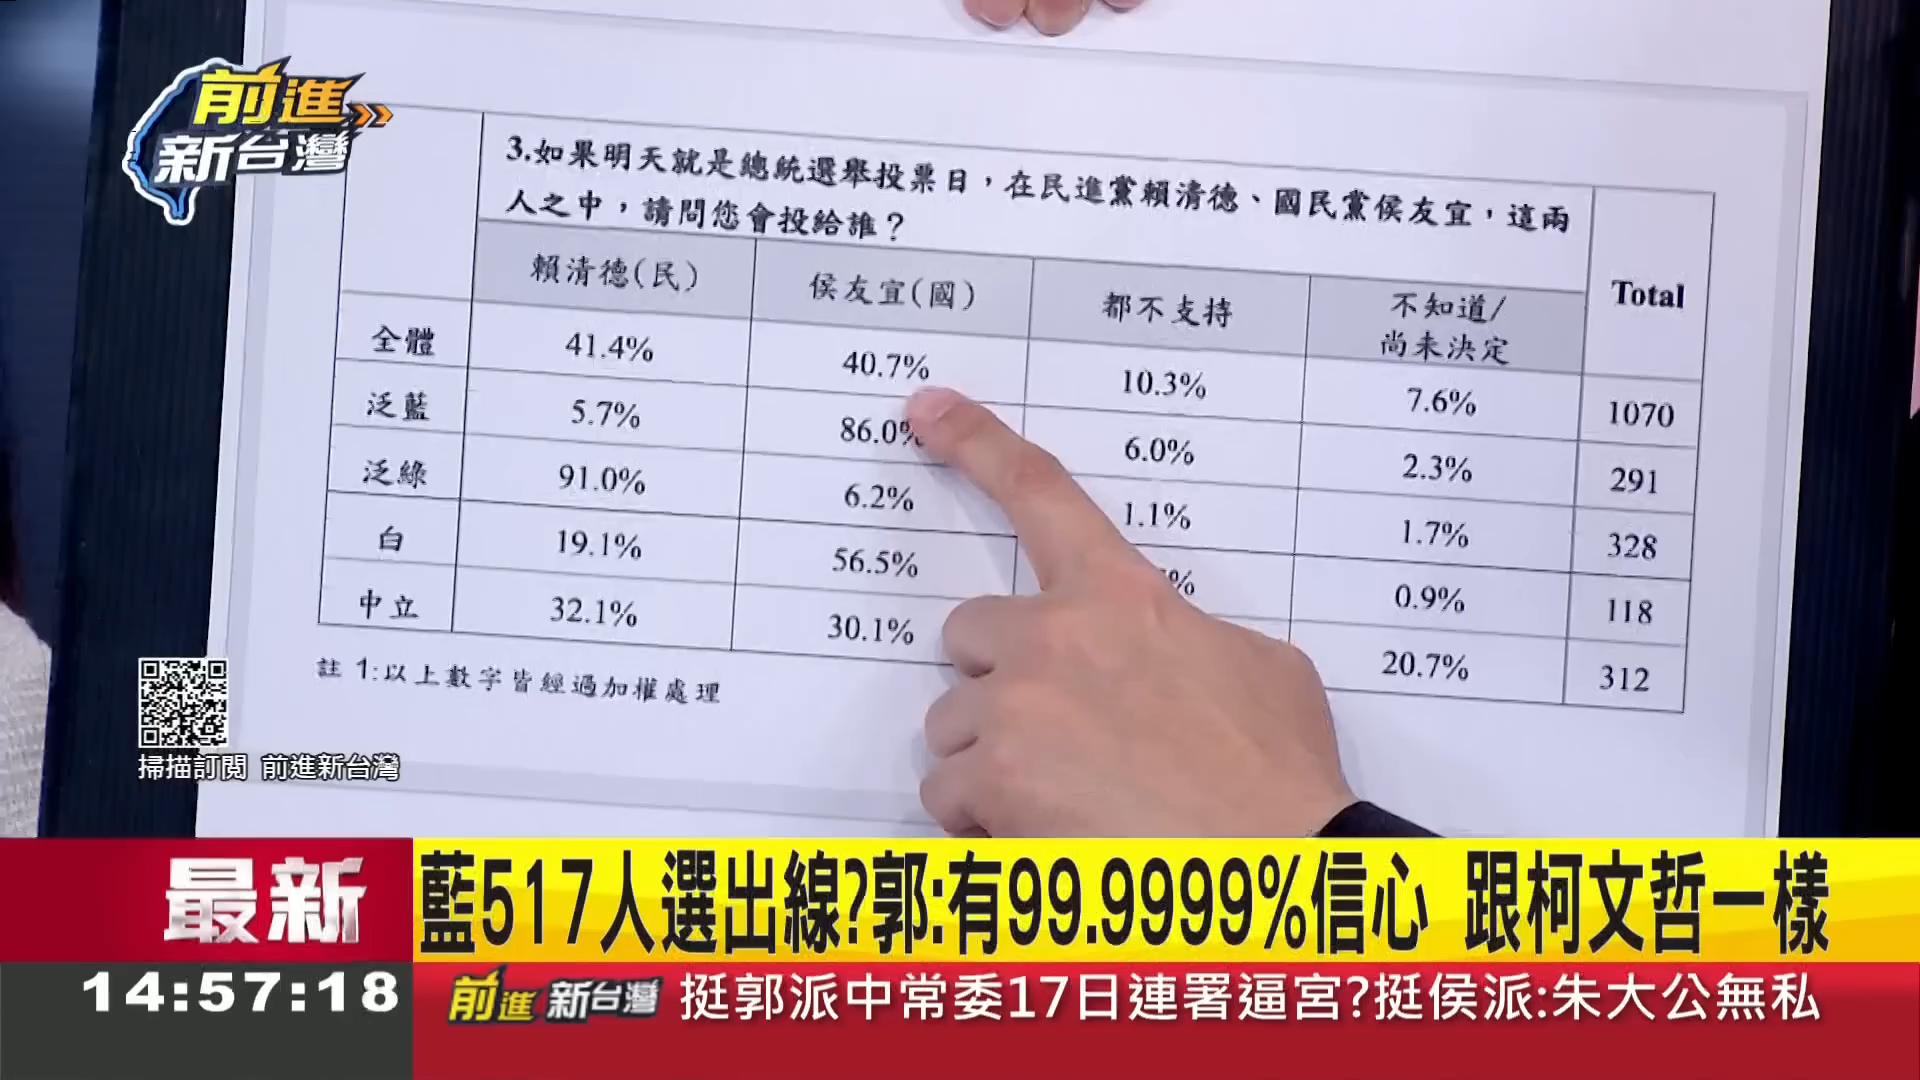 前進
新台灣
3.如果明天就是總統選舉投票日，在民進黨賴清德、國民黨侯友宜，這兩
人之中，請問您會投給誰？
賴清德(民) 侯友宜(國) 都不支持 不知道/ Total
尚未決定
全體 41.4% 40.7% 10.3% 7.6% 1070
泛藍 5.7% 86.0% 6.0% 2.3% 291
泛綠 91.0% 6.2% 1.1% 1.7% 328
白 19.1% 56.5% % 0.9% 118
中立 32.1% 30.1% 20.7% 312
註 1:以上數字皆經過加權處理
掃描訂閱 前進新台灣
最新 藍517人選出線?郭:有99.9999%信心 跟柯文哲一樣
14:57:18 前進新台灣 挺郭派中常委17日連署逼宮?挺侯派:朱大公無私